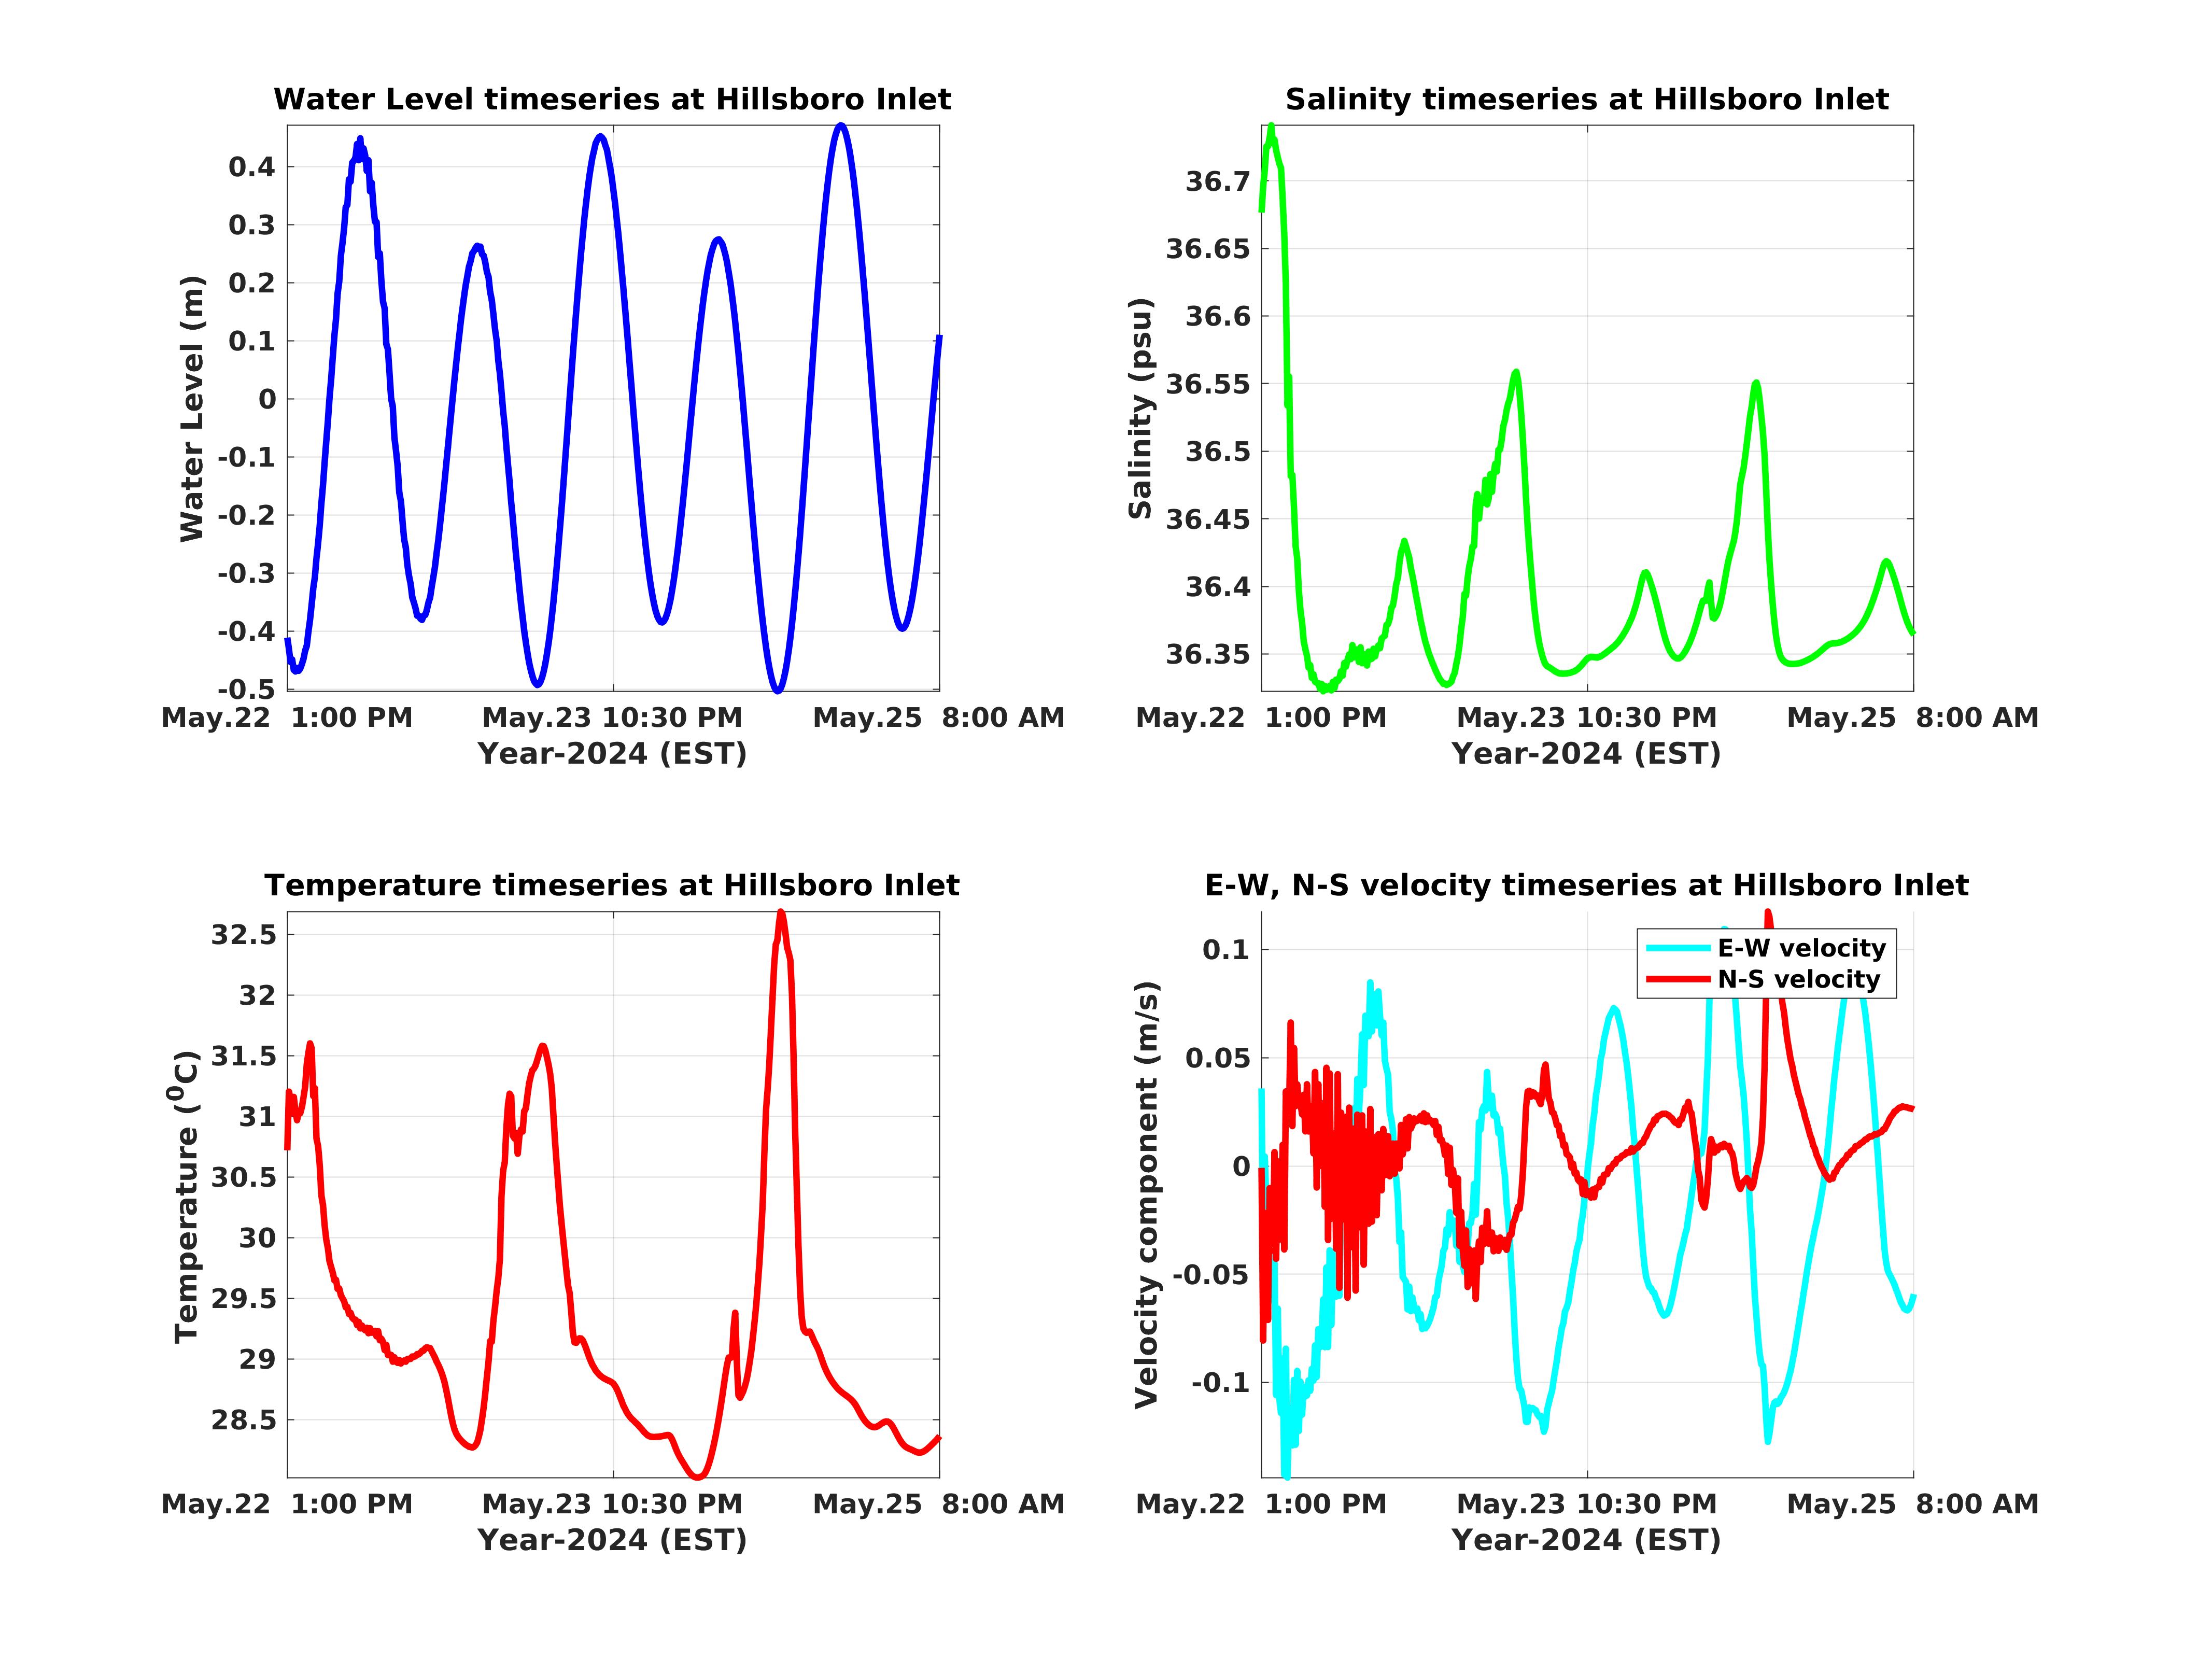 Water Level timeseries at Hillsboro Inlet
Water Level (m)
0.4
0.3
0.2
0.1
0
-0.1
-0.2
-0.3
-0.4
-0.5
May.22 1:00 PM May.23 10:30 PM May.25 8:00 AM
Year-2024 (EST)
Salinity timeseries at Hillsboro Inlet
Salinity (psu)
36.7
36.65
36.6
36.55
36.5
36.45
36.4
36.35
May.22 1:00 PM May.23 10:30 PM May.25 8:00 AM
Year-2024 (EST)
Temperature timeseries at Hillsboro Inlet
Temperature (⁰C)
32.5
32
31.5
31
30.5
30
29.5
29
28.5
May.22 1:00 PM May.23 10:30 PM May.25 8:00 AM
Year-2024 (EST)
E-W, N-S velocity timeseries at Hillsboro Inlet
Velocity component (m/s)
0.1
0.05
0
-0.05
-0.1
E-W velocity
N-S velocity
May.22 1:00 PM May.23 10:30 PM May.25 8:00 AM
Year-2024 (EST)